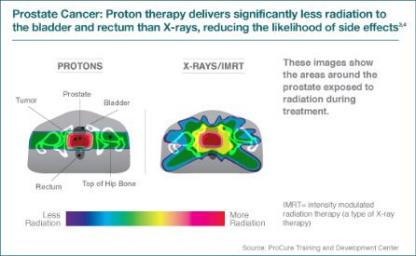 Prostate Cancer: Proton therapy delivers significantly less radiation to
the bladder and rectum than X-rays, reducing the likelihood of side effects³,⁴
PROTONS
X-RAYS/IMRT
These images show
the areas around the
prostate exposed to
radiation during
treatment.
Tumor
Prostate
Bladder
Rectum
Top of Hip Bone
Less
Radiation
More
Radiation
IMRT= intensity modulated
radiation therapy (a type of X-ray
therapy)
Source: ProCure Training and Development Center